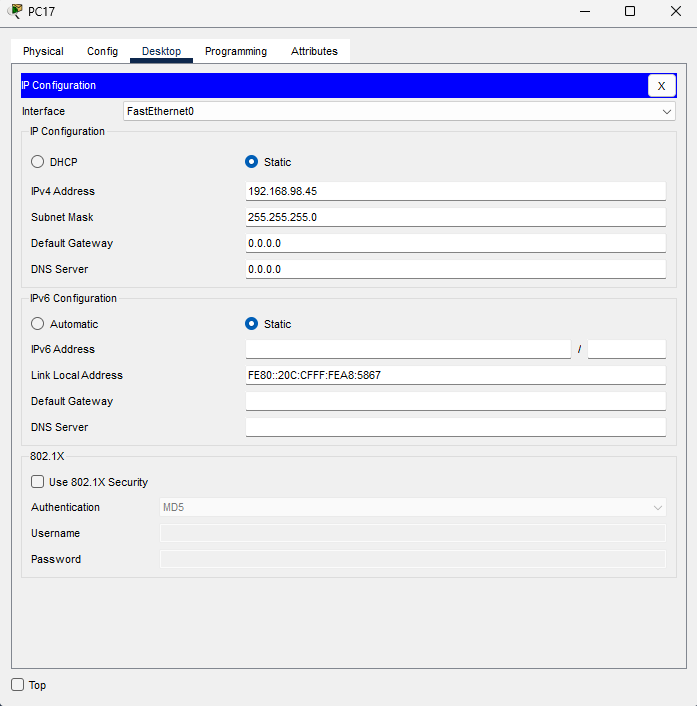 PC17
Physical Config Desktop Programming Attributes
IP Configuration X
Interface FastEthernet0
IP Configuration
DHCP Static
IPv4 Address 192.168.98.45
Subnet Mask 255.255.255.0
Default Gateway 0.0.0.0
DNS Server 0.0.0.0
IPv6 Configuration
Automatic Static
IPv6 Address /
Link Local Address FE80::20C:CFFF:FEA8:5867
Default Gateway
DNS Server
802.1X
Use 802.1X Security
Authentication MD5
Username
Password
Top